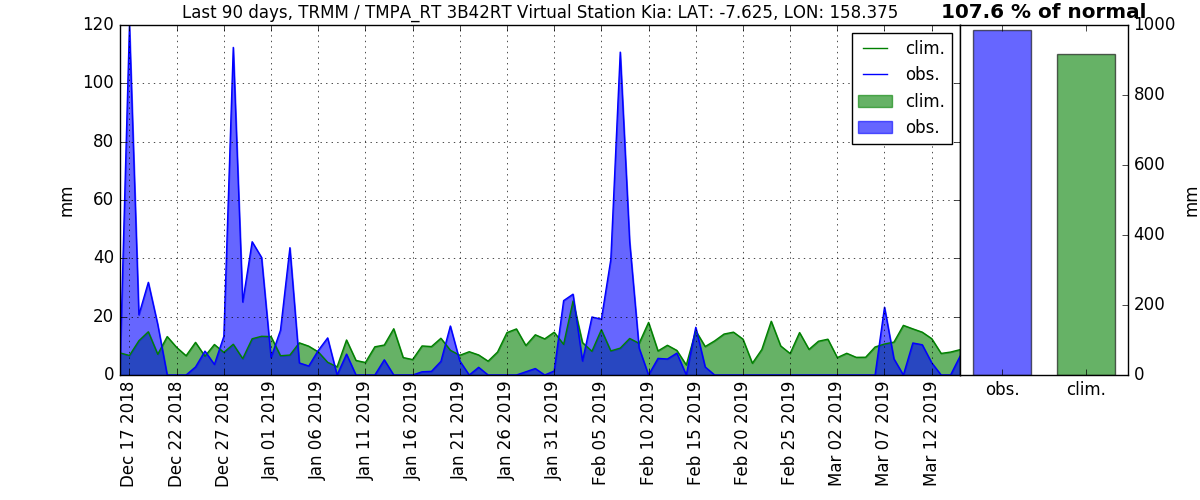 Last 90 days, TRMM / TMPA_RT 3B42RT Virtual Station Kia: LAT: -7.625, LON: 158.375
107.6 % of normal
120
100
80
60
40
20
0
mm
clim.
obs.
clim.
obs.
Dec 17 2018
Dec 22 2018
Dec 27 2018
Jan 01 2019
Jan 06 2019
Jan 11 2019
Jan 16 2019
Jan 21 2019
Jan 26 2019
Jan 31 2019
Feb 05 2019
Feb 10 2019
Feb 15 2019
Feb 20 2019
Feb 25 2019
Mar 02 2019
Mar 07 2019
Mar 12 2019
1000
800
600
400
200
0
mm
obs.
clim.